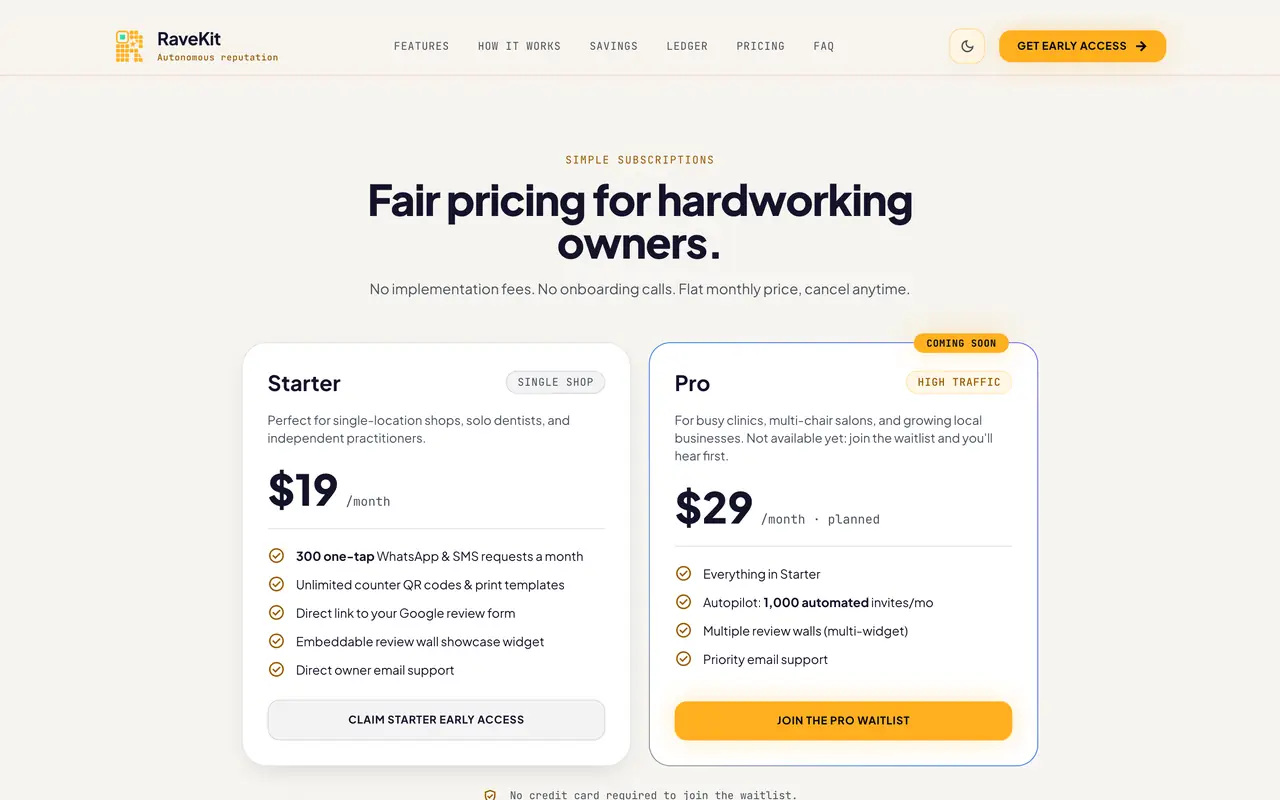 RaveKit
Autonomous reputation
FEATURES
HOW IT WORKS
SAVINGS
LEDGER
PRICING
FAQ
GET EARLY ACCESS
SIMPLE SUBSCRIPTIONS
Fair pricing for hardworking
owners.
No implementation fees. No onboarding calls. Flat monthly price, cancel anytime.
Starter
SINGLE SHOP
Perfect for single-location shops, solo dentists, and
independent practitioners.
$19 /month
300 one-tap WhatsApp & SMS requests a month
Unlimited counter QR codes & print templates
Direct link to your Google review form
Embeddable review wall showcase widget
Direct owner email support
CLAIM STARTER EARLY ACCESS
COMING SOON
Pro
HIGH TRAFFIC
For busy clinics, multi-chair salons, and growing local
businesses. Not available yet: join the waitlist and you'll
hear first.
$29 /month · planned
Everything in Starter
Autopilot: 1,000 automated invites/mo
Multiple review walls (multi-widget)
Priority email support
JOIN THE PRO WAITLIST
No credit card required to join the waitlist.